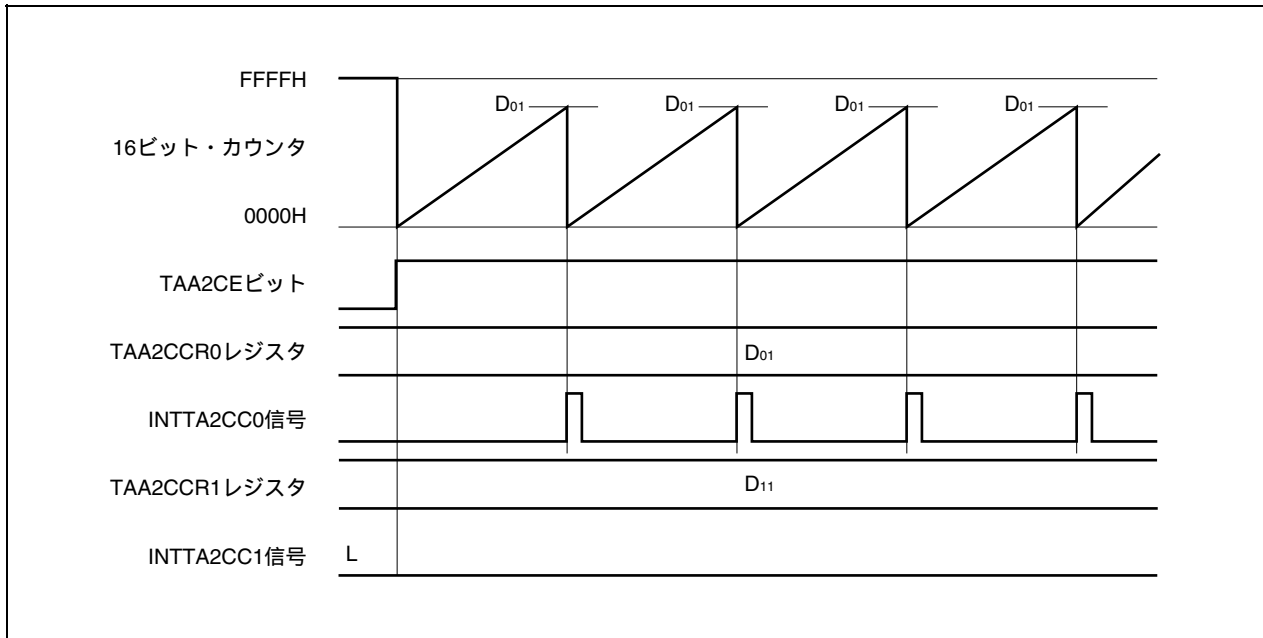 FFFFH
D01 D01 D01 D01
16ビット・カウンタ
0000H
TAA2CEビット
TAA2CCR0レジスタ D01
INTTA2CC0信号
TAA2CCR1レジスタ D11
INTTA2CC1信号 L